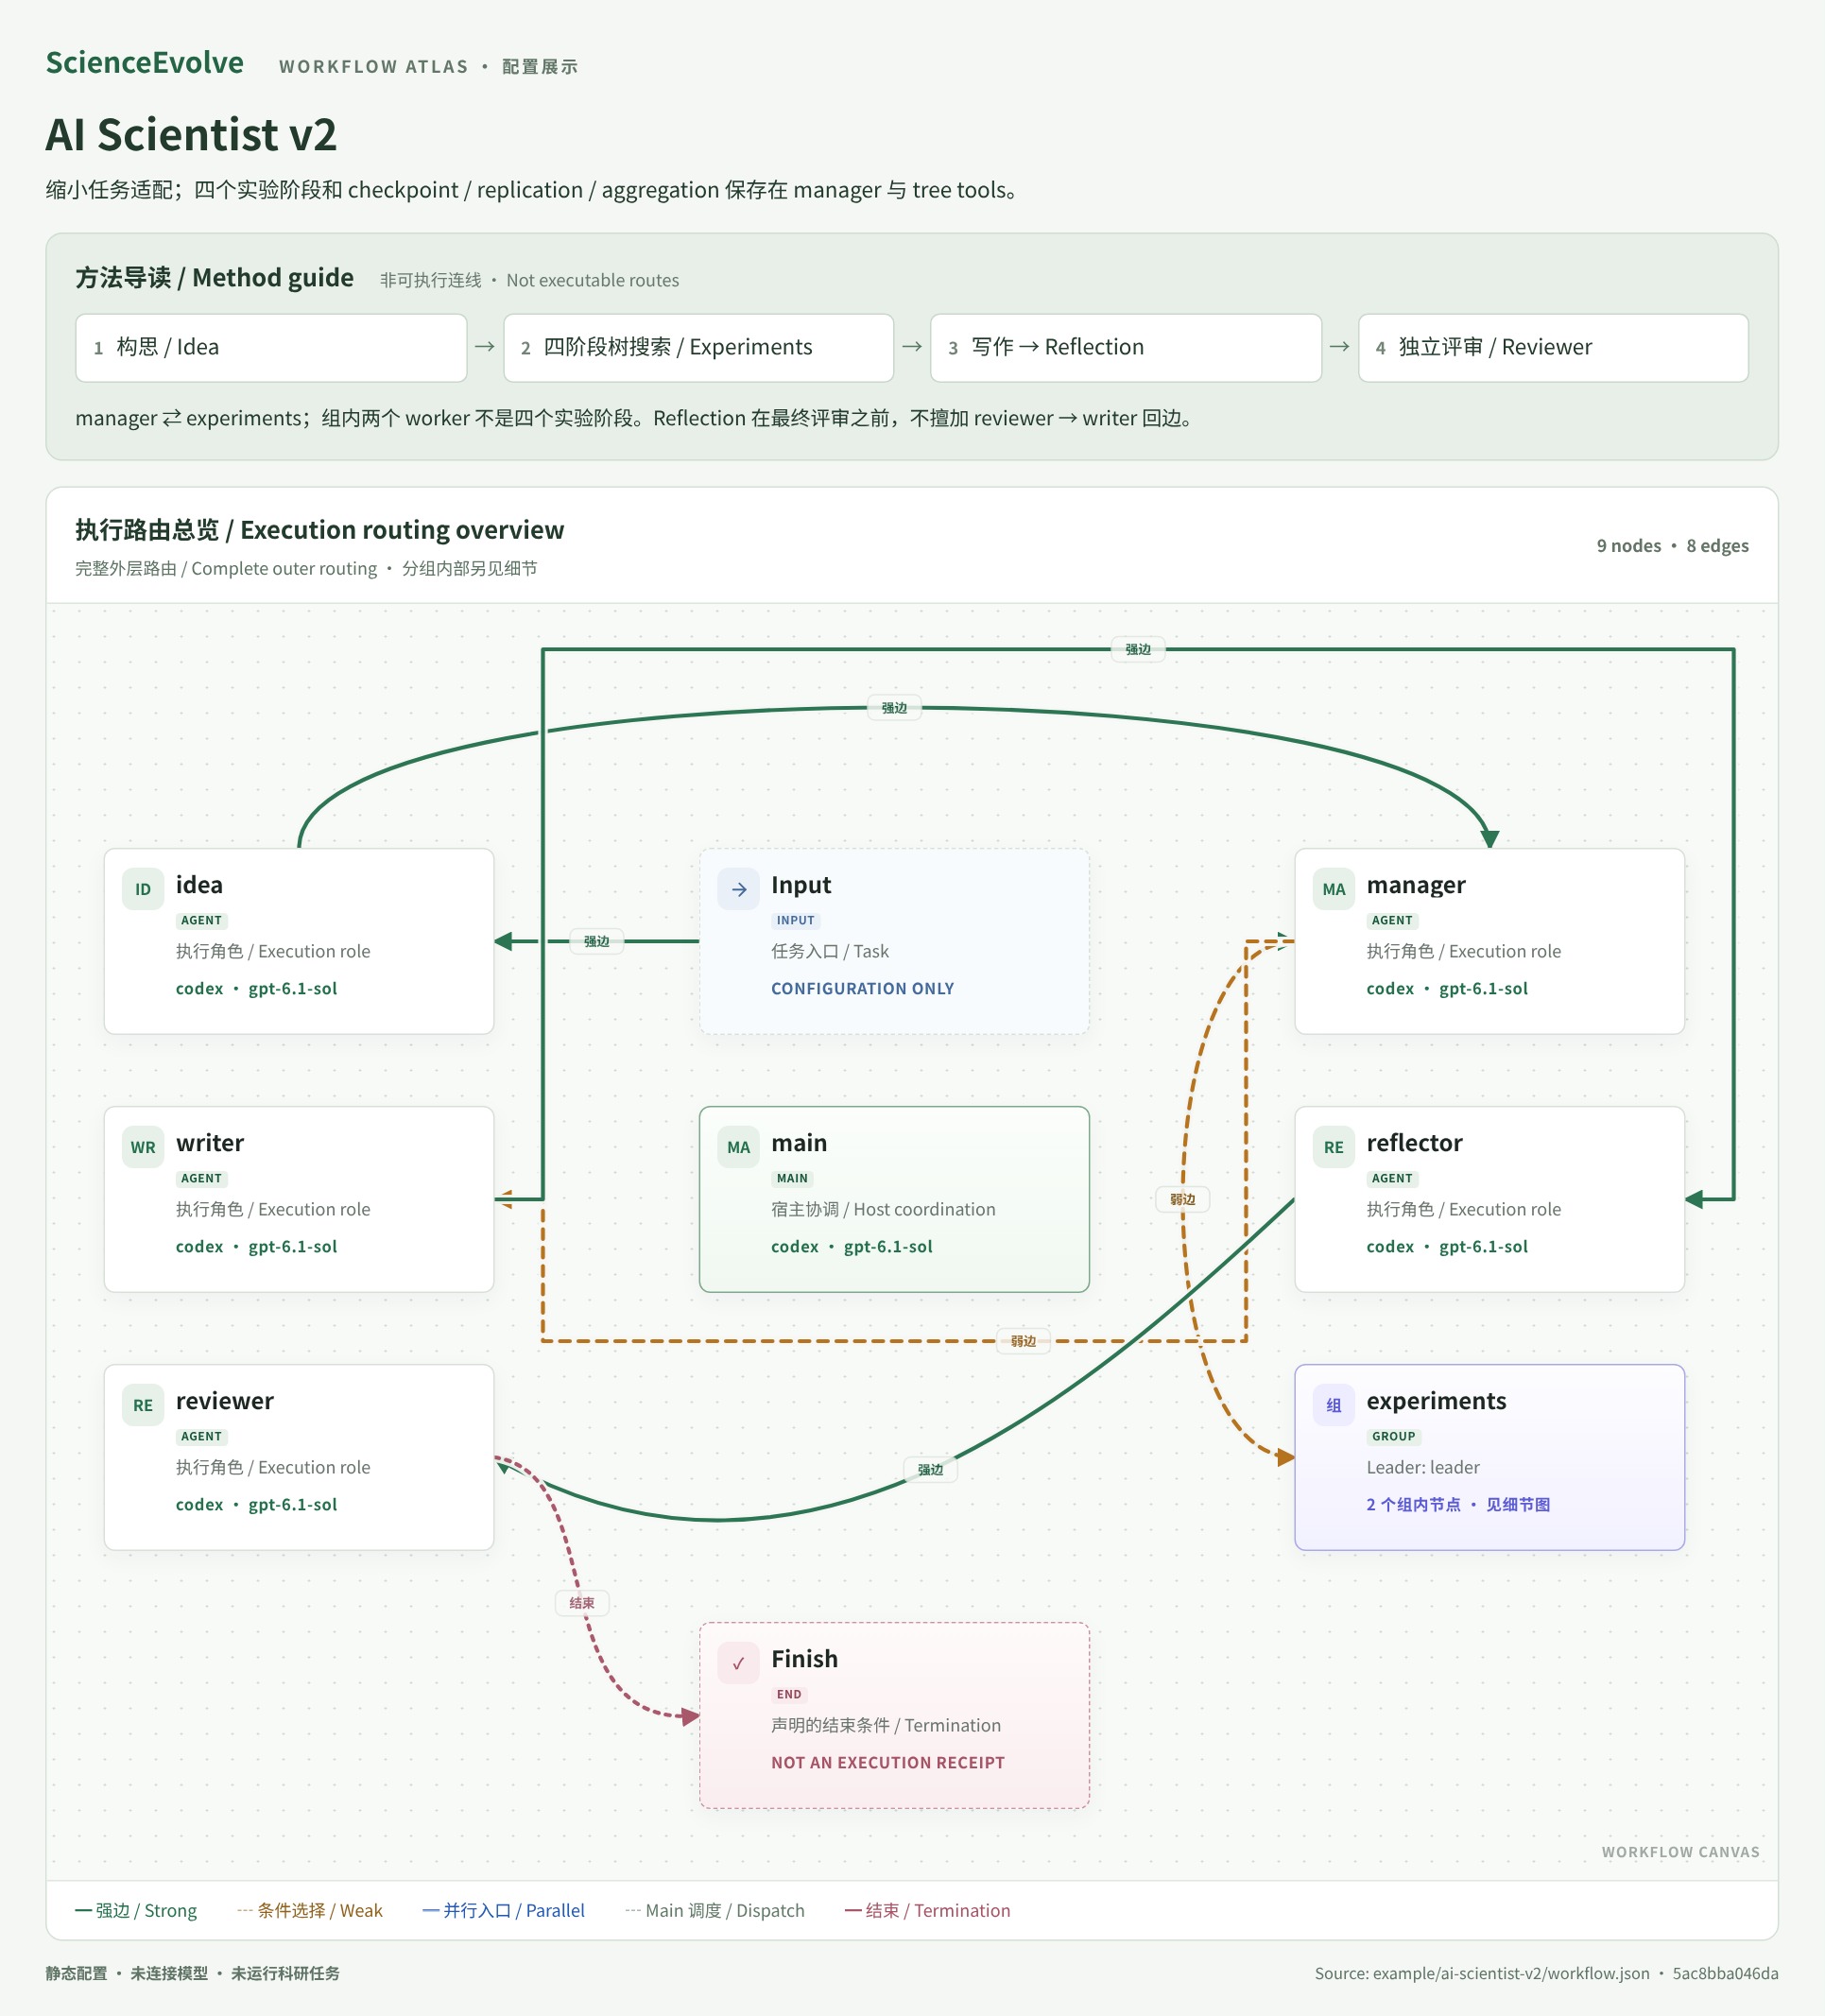 ScienceEvolve WORKFLOW ATLAS · 配置展示
AI Scientist v2
缩小任务适配；四个实验阶段和 checkpoint / replication / aggregation 保存在 manager 与 tree tools。
方法导读 / Method guide 非可执行连线 · Not executable routes
1 构思 / Idea → 2 四阶段树搜索 / Experiments → 3 写作 → Reflection → 4 独立评审 / Reviewer
manager ⇄ experiments；组内两个 worker 不是四个实验阶段。Reflection 在最终评审之前，不擅加 reviewer → writer 回边。
执行路由总览 / Execution routing overview
9 nodes · 8 edges
完整外层路由 / Complete outer routing · 分组内部另见细节
强边
强边
ID idea
AGENT
执行角色 / Execution role
codex · gpt-6.1-sol
强边
→ Input
INPUT
任务入口 / Task
CONFIGURATION ONLY
MA manager
AGENT
执行角色 / Execution role
codex · gpt-6.1-sol
WR writer
AGENT
执行角色 / Execution role
codex · gpt-6.1-sol
MA main
MAIN
宿主协调 / Host coordination
codex · gpt-6.1-sol
弱边
RE reflector
AGENT
执行角色 / Execution role
codex · gpt-6.1-sol
弱边
RE reviewer
AGENT
执行角色 / Execution role
codex · gpt-6.1-sol
强边
组 experiments
GROUP
Leader: leader
2 个组内节点 · 见细节图
结束
✓ Finish
END
声明的结束条件 / Termination
NOT AN EXECUTION RECEIPT
WORKFLOW CANVAS
强边 / Strong 条件选择 / Weak 并行入口 / Parallel Main 调度 / Dispatch 结束 / Termination
静态配置 · 未连接模型 · 未运行科研任务
Source: example/ai-scientist-v2/workflow.json · 5ac8bba046da